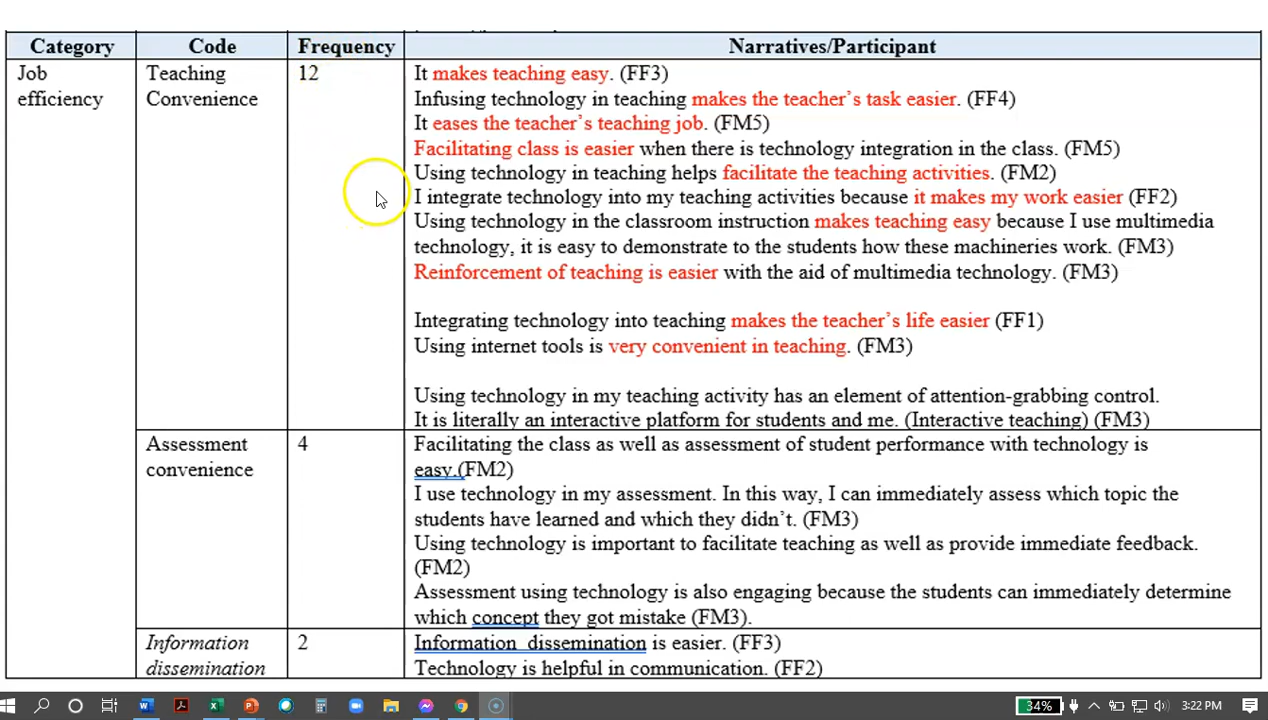 Category Code Frequency Narratives/Participant
Job efficiency
Teaching Convenience
12
It makes teaching easy. (FF3)
Infusing technology in teaching makes the teacher’s task easier. (FF4)
It eases the teacher’s teaching job. (FM5)
Facilitating class is easier when there is technology integration in the class. (FM5)
Using technology in teaching helps facilitate the teaching activities. (FM2)
I integrate technology into my teaching activities because it makes my work easier (FF2)
Using technology in the classroom instruction makes teaching easy because I use multimedia
technology, it is easy to demonstrate to the students how these machineries work. (FM3)
Reinforcement of teaching is easier with the aid of multimedia technology. (FM3)
Integrating technology into teaching makes the teacher’s life easier (FF1)
Using internet tools is very convenient in teaching. (FM3)
Using technology in my teaching activity has an element of attention-grabbing control.
It is literally an interactive platform for students and me. (Interactive teaching) (FM3)
Assessment
convenience
4
Facilitating the class as well as assessment of student performance with technology is
easy.(FM2)
I use technology in my assessment. In this way, I can immediately assess which topic the
students have learned and which they didn’t. (FM3)
Using technology is important to facilitate teaching as well as provide immediate feedback.
(FM2)
Assessment using technology is also engaging because the students can immediately determine
which concept they got mistake (FM3).
Information
dissemination
2
Information dissemination is easier. (FF3)
Technology is helpful in communication. (FF2)
34% 3:22 PM